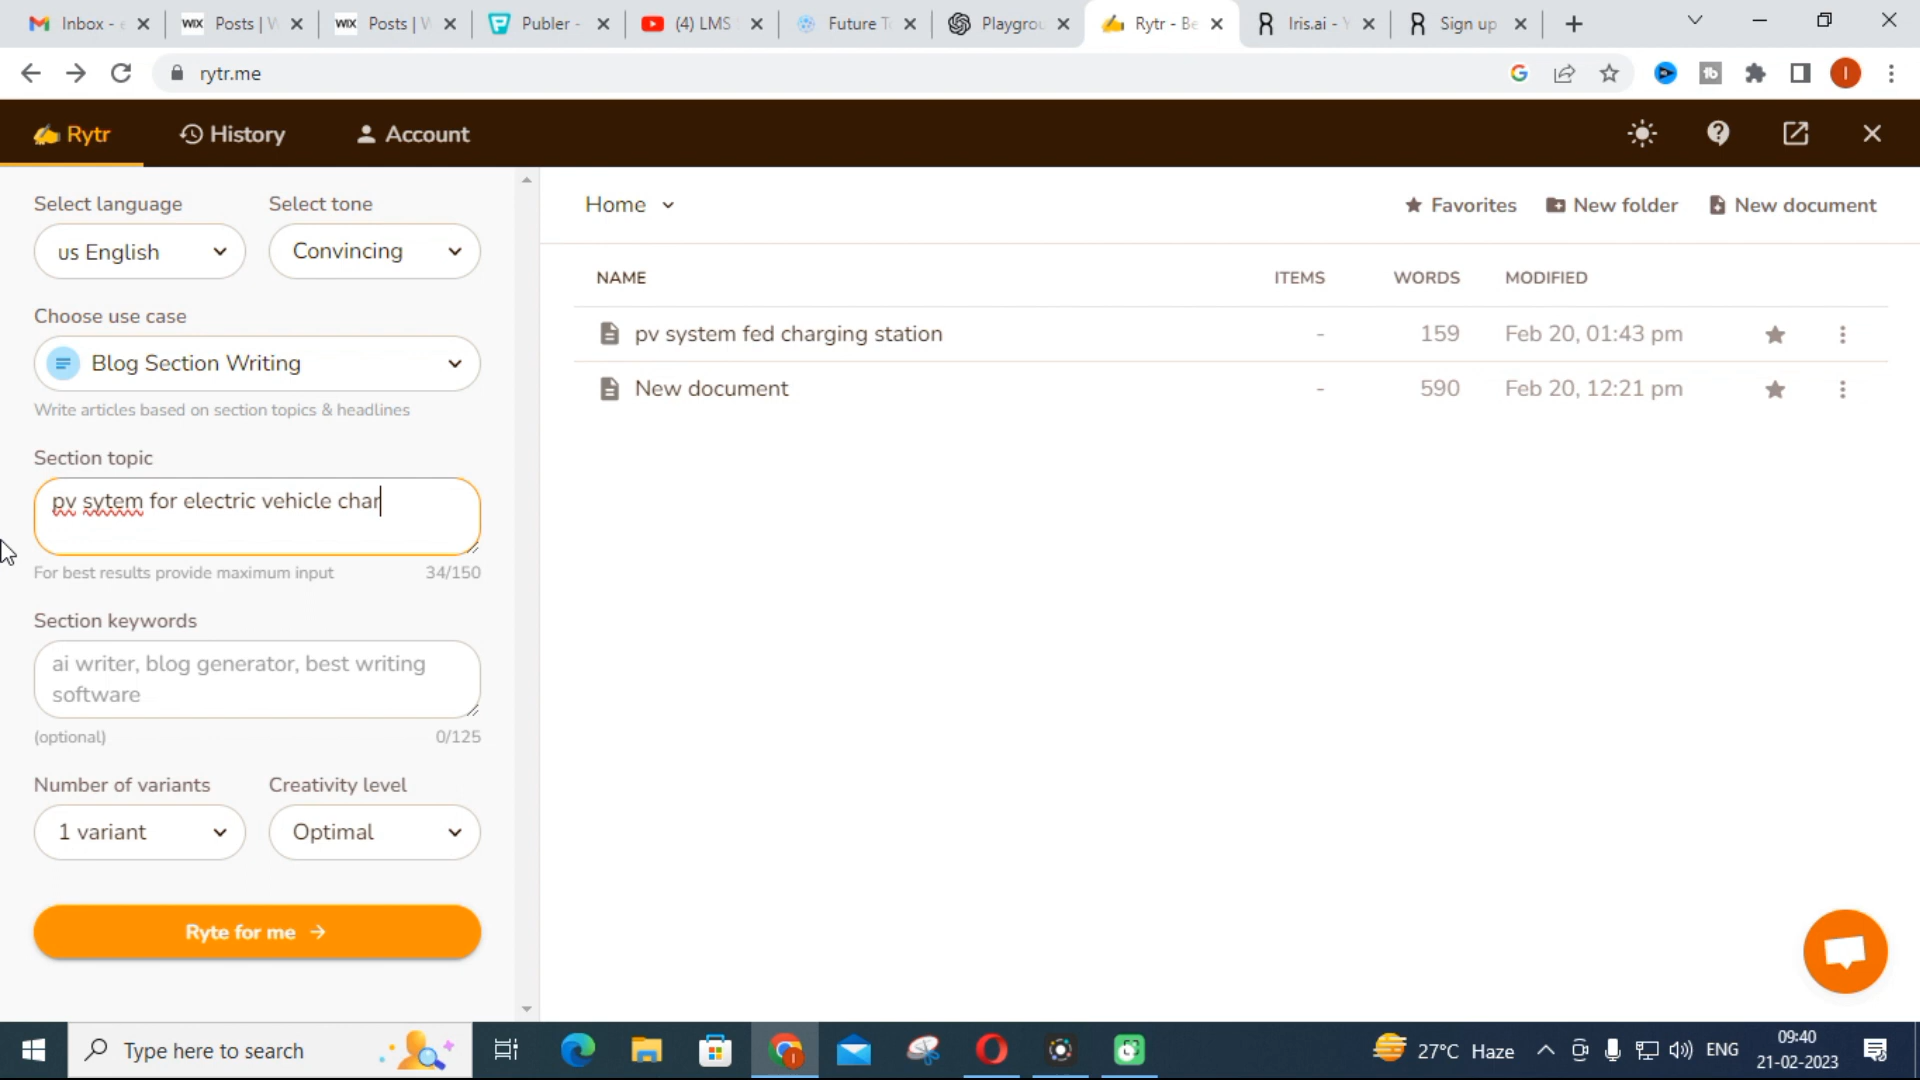 Inbox - e
WIX Posts | W
WIX Posts | W
Publer -
(4) LMS
Future To
Playgrou
Rytr - Be
Iris.ai - Y
Sign up
rytr.me
Rytr
History
Account
Select language
Select tone
us English
Convincing
Choose use case
Blog Section Writing
Write articles based on section topics & headlines
Section topic
pv sytem for electric vehicle char
For best results provide maximum input
34/150
Section keywords
ai writer, blog generator, best writing
software
(optional)
0/125
Number of variants
Creativity level
1 variant
Optimal
Ryte for me →
Home
Favorites
New folder
New document
NAME
ITEMS
WORDS
MODIFIED
pv system fed charging station
-
159
Feb 20, 01:43 pm
New document
-
590
Feb 20, 12:21 pm
Type here to search
27°C Haze
ENG
09:40
21-02-2023